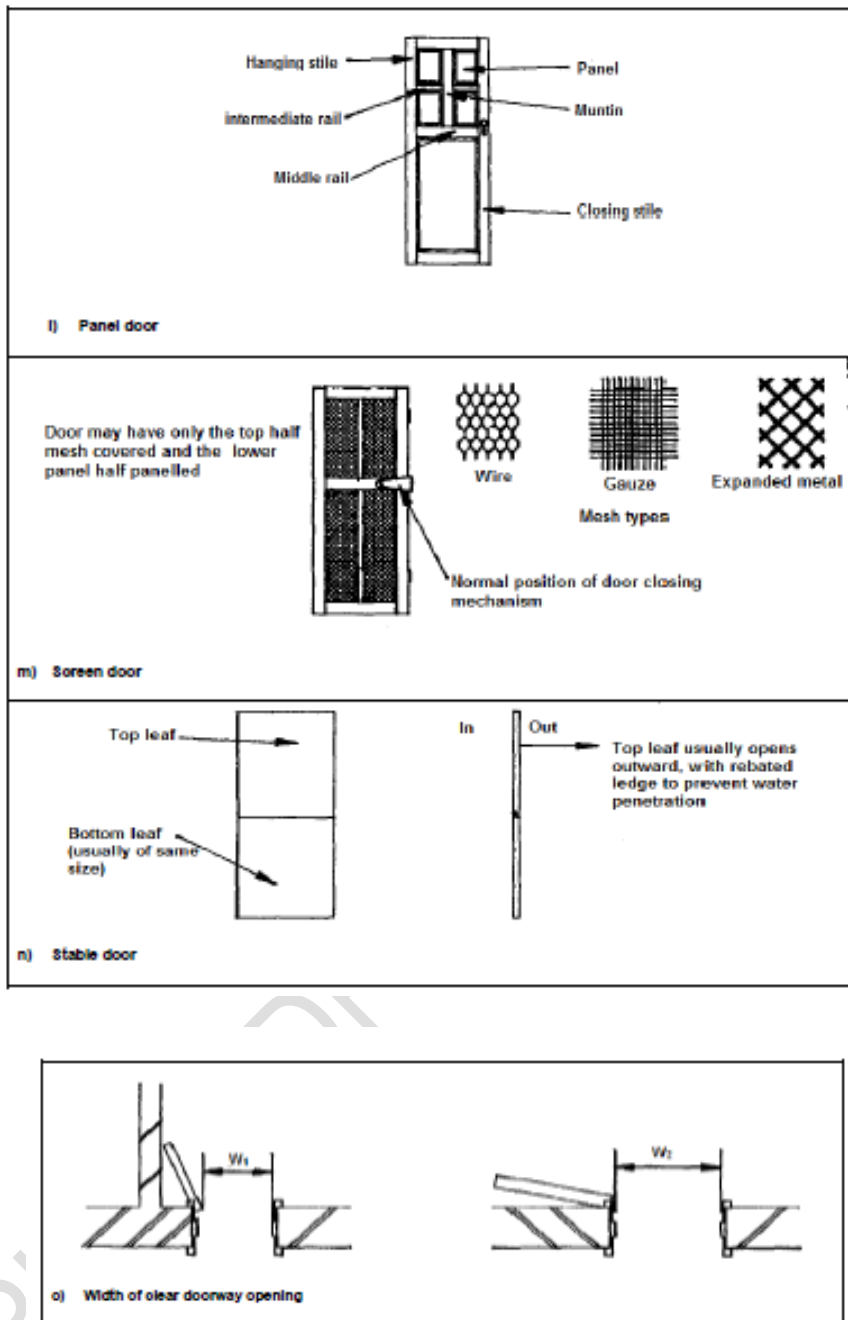 Hanging stile
Panel
intermediate rail
Muntin
Middle rail
Closing stile
l) Panel door
Door may have only the top half
mesh covered and the lower
panel half panelled
Wire
Gauze
Expanded metal
Mesh types
Normal position of door closing
mechanism
m) Screen door
Top leaf
In
Out
Top leaf usually opens
outward, with rebated
ledge to prevent water
penetration
Bottom leaf
(usually of same
size)
n) Stable door
W₁
W₂
o) Width of clear doorway opening